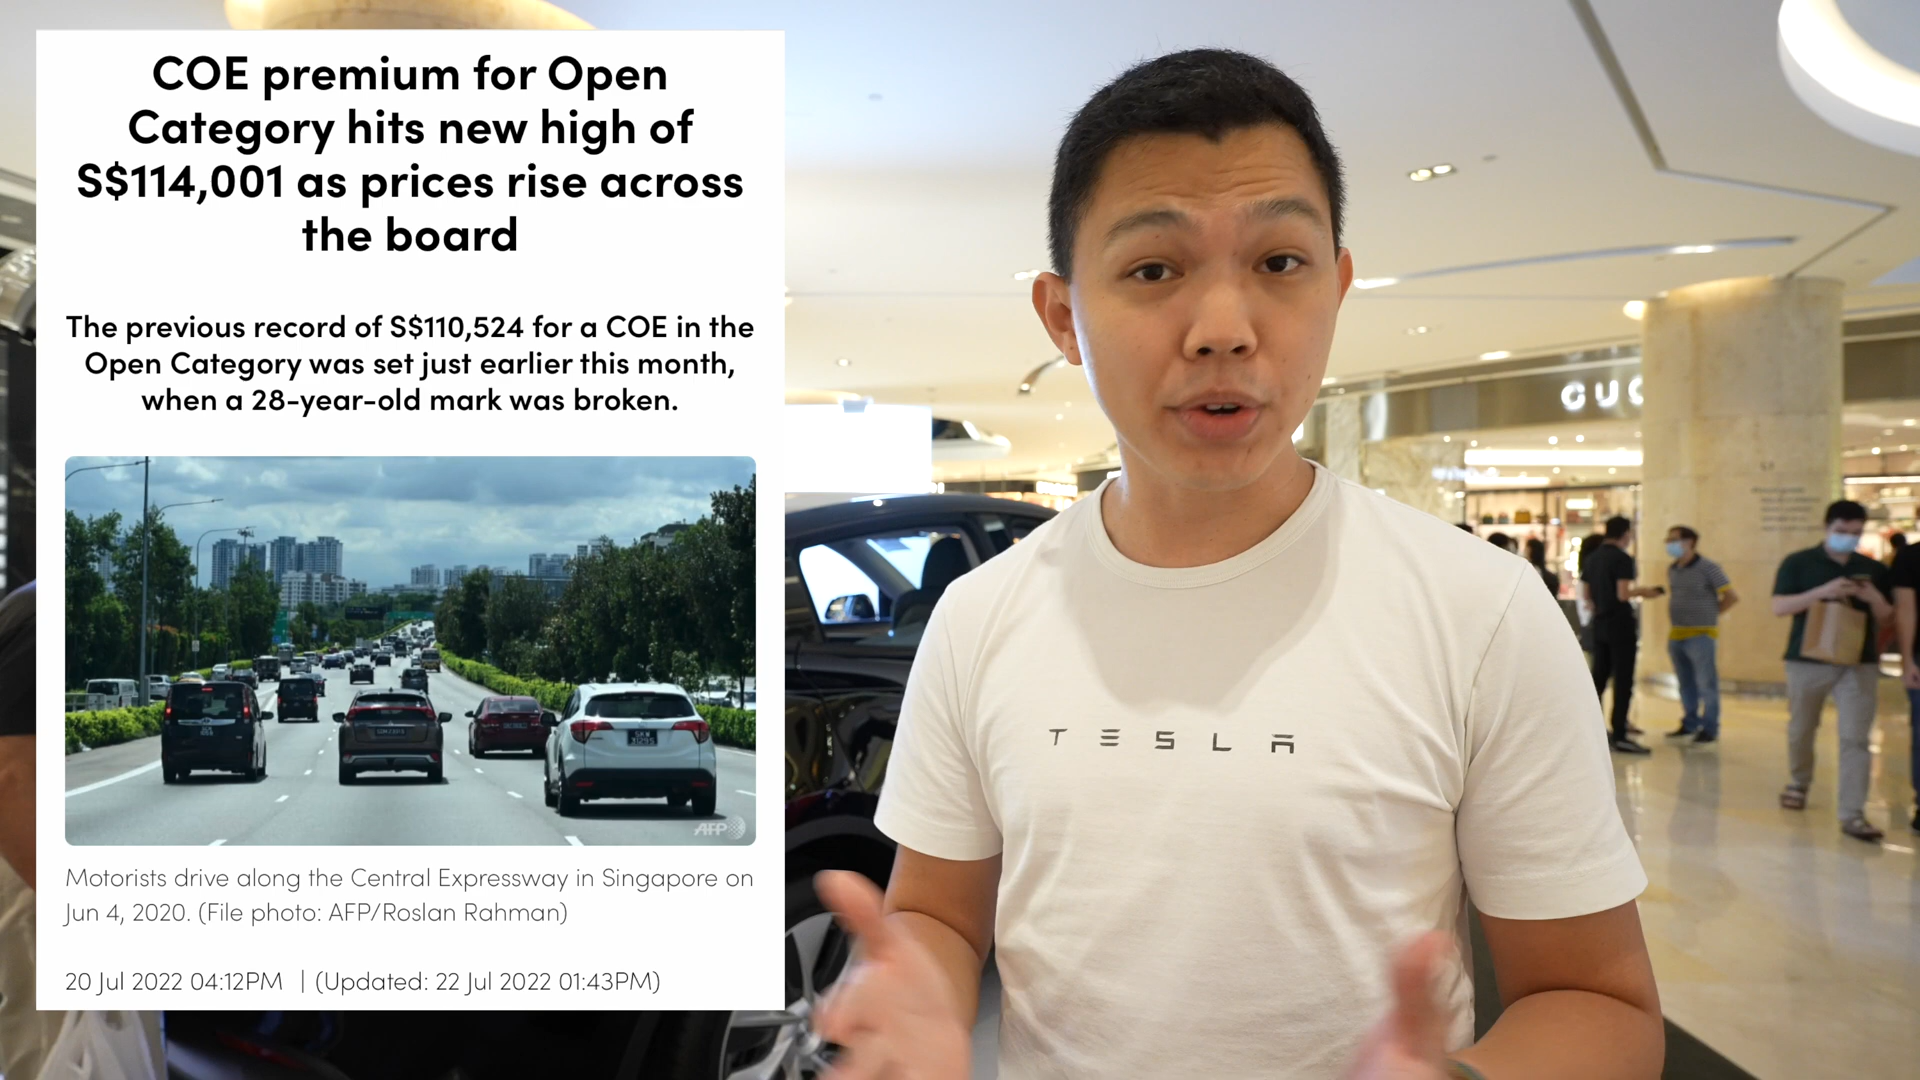 COE premium for Open
Category hits new high of
S$114,001 as prices rise across
the board
The previous record of S$110,524 for a COE in the
Open Category was set just earlier this month,
when a 28-year-old mark was broken.
AFP
Motorists drive along the Central Expressway in Singapore on
Jun 4, 2020. (File photo: AFP/Roslan Rahman)
20 Jul 2022 04:12PM | (Updated: 22 Jul 2022 01:43PM)
TESLA